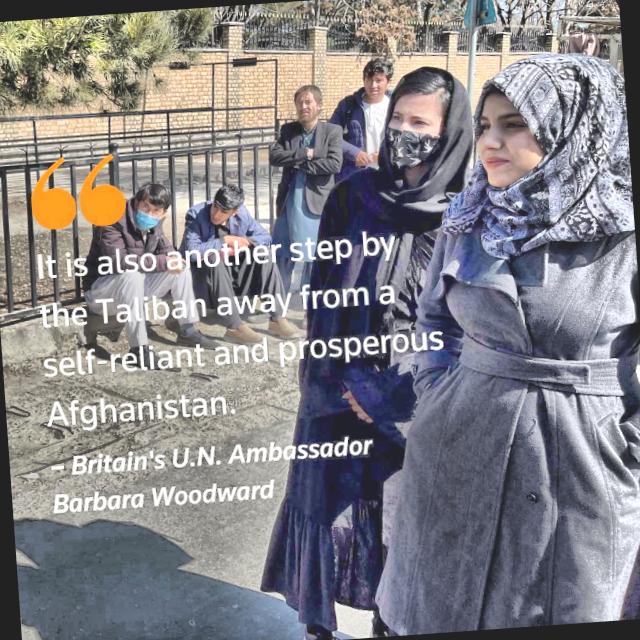 It is also another step by
the Taliban away from a
self-reliant and prosperous
Afghanistan.
– Britain's U.N. Ambassador
Barbara Woodward